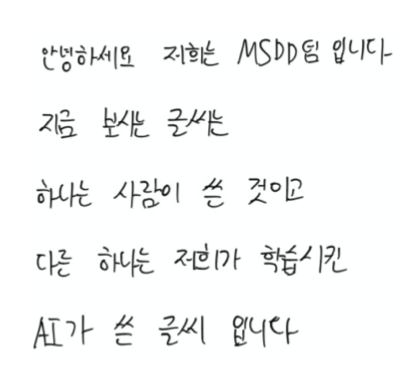 안녕하세요 저희는 MSDD팀 입니다
지금 보시는 글씨는
하나는 사람이 쓴 것이고
다른 하나는 저희가 학습시킨
AI가 쓴 글씨 입니다